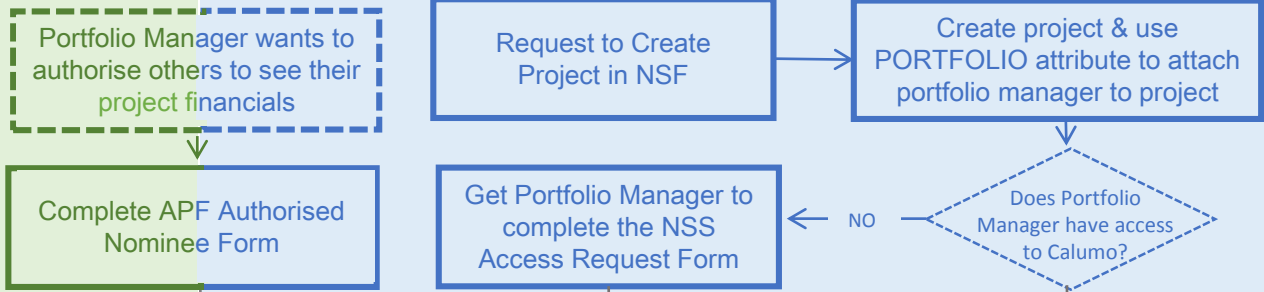 Portfolio Manager wants to
authorise others to see their
project financials
Request to Create
Project in NSF
Create project & use
PORTFOLIO attribute to attach
portfolio manager to project
Complete APF Authorised
Nominee Form
Get Portfolio Manager to
complete the NSS
Access Request Form
NO
Does Portfolio
Manager have access
to Calumo?